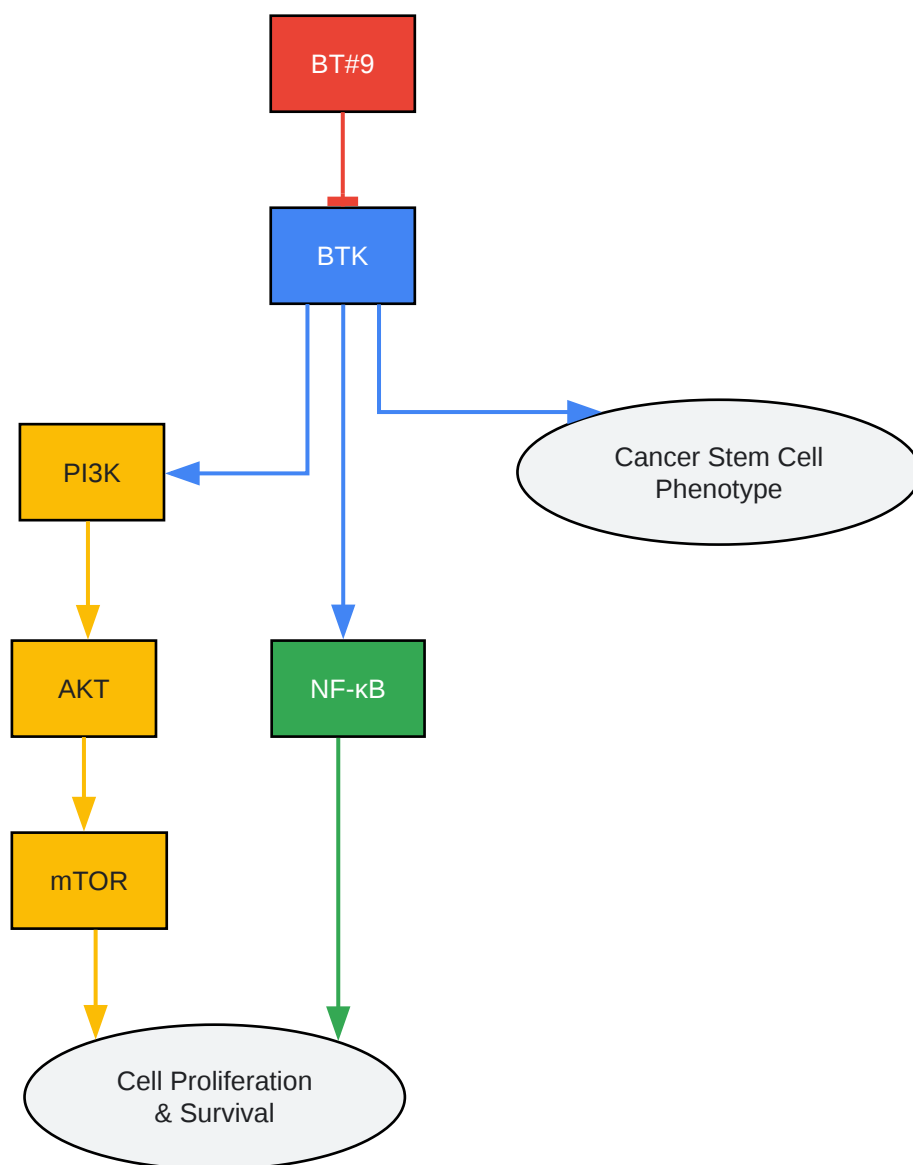 BT#9
BTK
PI3K
Cancer Stem Cell
Phenotype
AKT
NF-κB
mTOR
Cell Proliferation
& Survival